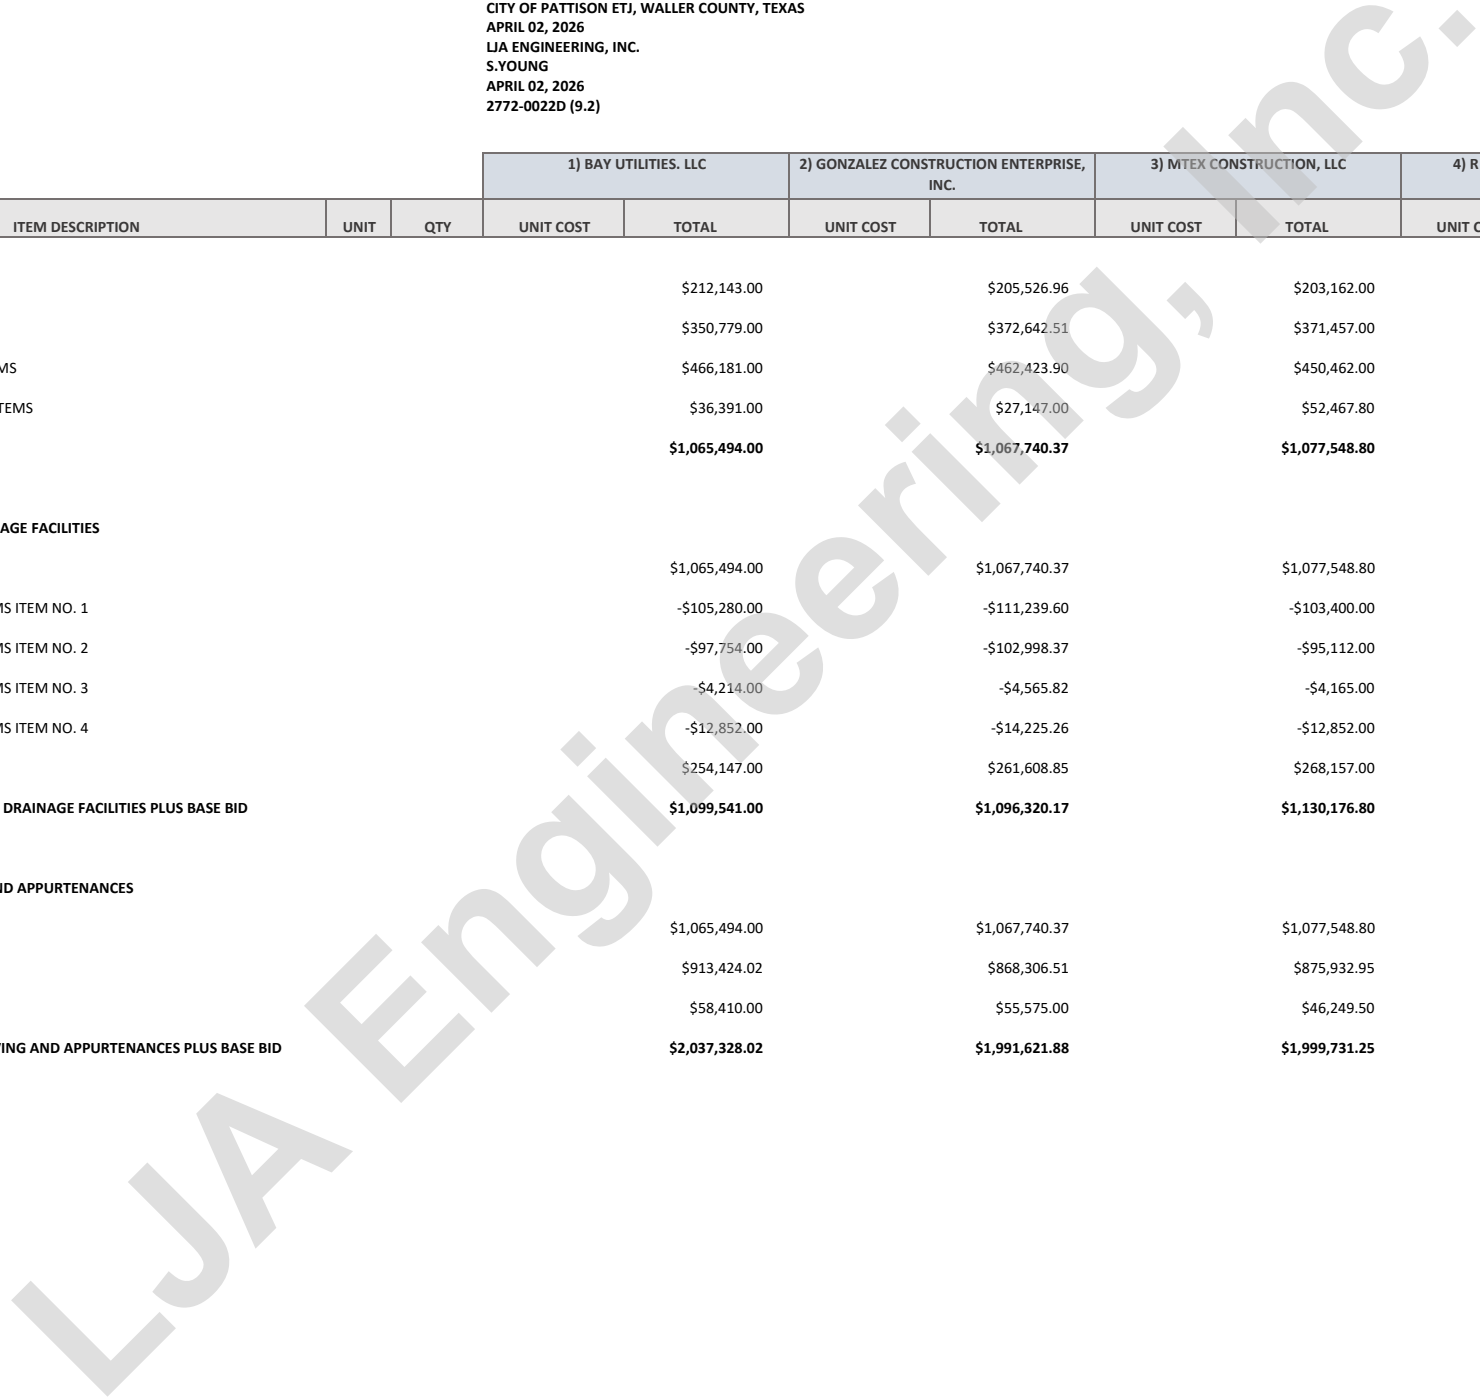 CITY OF PATTISON ETJ, WALLER COUNTY, TEXAS
APRIL 02, 2026
LJA ENGINEERING, INC.
S.YOUNG
APRIL 02, 2026
2772-0022D (9.2)
1) BAY UTILITIES. LLC 2) GONZALEZ CONSTRUCTION ENTERPRISE, INC. 3) MTEX CONSTRUCTION, LLC 4) R
ITEM DESCRIPTION UNIT QTY UNIT COST TOTAL UNIT COST TOTAL UNIT COST TOTAL UNIT C
$212,143.00 $205,526.96 $203,162.00
$350,779.00 $372,642.51 $371,457.00
MS $466,181.00 $462,423.90 $450,462.00
TEMS $36,391.00 $27,147.00 $52,467.80
$1,065,494.00 $1,067,740.37 $1,077,548.80
AGE FACILITIES
$1,065,494.00 $1,067,740.37 $1,077,548.80
MS ITEM NO. 1 -$105,280.00 -$111,239.60 -$103,400.00
MS ITEM NO. 2 -$97,754.00 -$102,998.37 -$95,112.00
MS ITEM NO. 3 -$4,214.00 -$4,565.82 -$4,165.00
MS ITEM NO. 4 -$12,852.00 -$14,225.26 -$12,852.00
$254,147.00 $261,608.85 $268,157.00
DRAINAGE FACILITIES PLUS BASE BID $1,099,541.00 $1,096,320.17 $1,130,176.80
ND APPURTENANCES
$1,065,494.00 $1,067,740.37 $1,077,548.80
$913,424.02 $868,306.51 $875,932.95
$58,410.00 $55,575.00 $46,249.50
VING AND APPURTENANCES PLUS BASE BID $2,037,328.02 $1,991,621.88 $1,999,731.25
LJA Engineering, Inc.